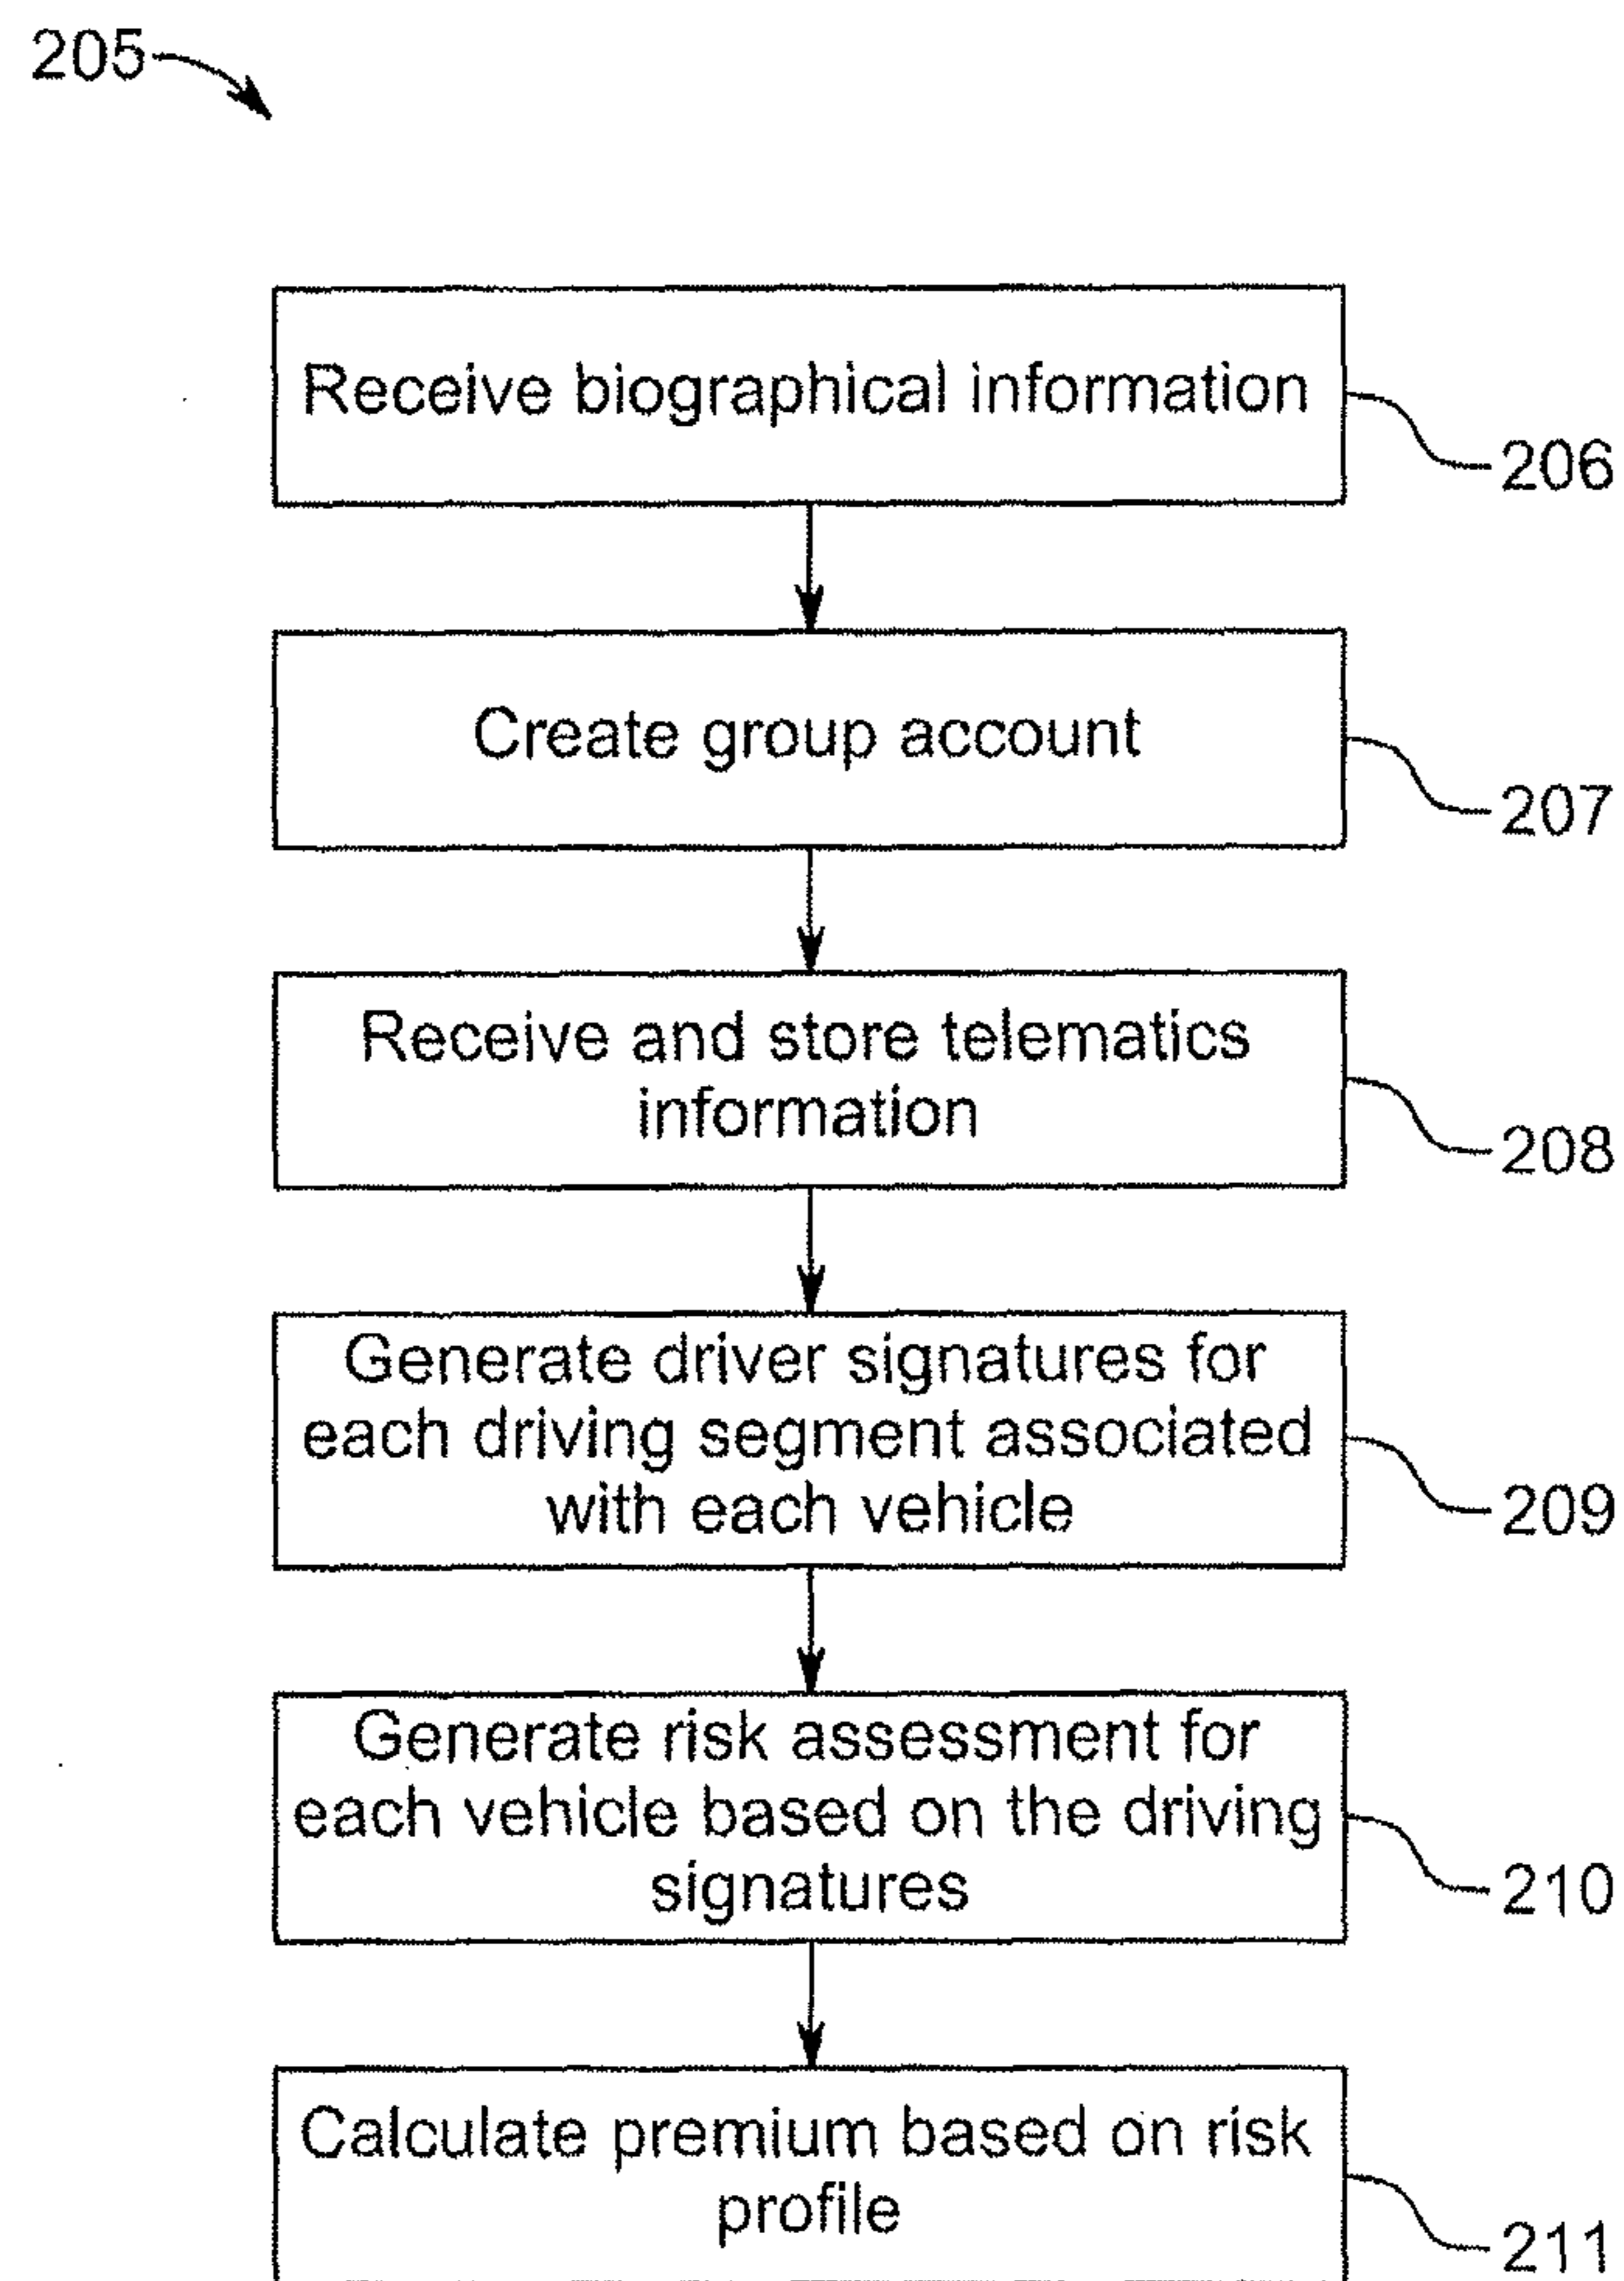 205
Receive biographical information
206
Create group account
207
Receive and store telematics
information
208
Generate driver signatures for
each driving segment associated
with each vehicle
209
Generate risk assessment for
each vehicle based on the driving
signatures
210
Calculate premium based on risk
profile
211